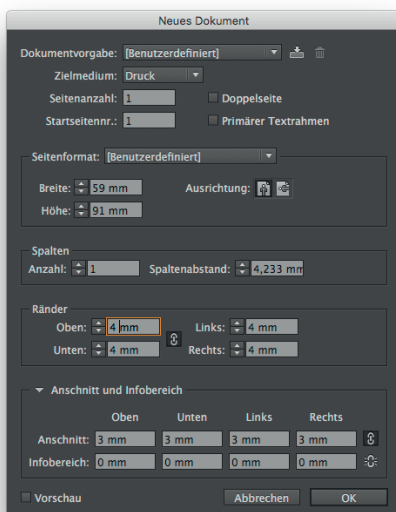 Neues Dokument
Dokumentvorgabe: [Benutzerdefiniert]
Zielmedium: Druck
Seitenanzahl: 1 Doppelseite
Startseitennr.: 1 Primärer Textrahmen
Seitenformat: [Benutzerdefiniert]
Breite: 59 mm Ausrichtung:
Höhe: 91 mm
Spalten
Anzahl: 1 Spaltenabstand: 4,233 mm
Ränder
Oben: 4 mm Links: 4 mm
Unten: 4 mm Rechts: 4 mm
Anschnitt und Infobereich
Oben Unten Links Rechts
Anschnitt: 3 mm 3 mm 3 mm 3 mm
Infobereich: 0 mm 0 mm 0 mm 0 mm
Vorschau Abbrechen OK